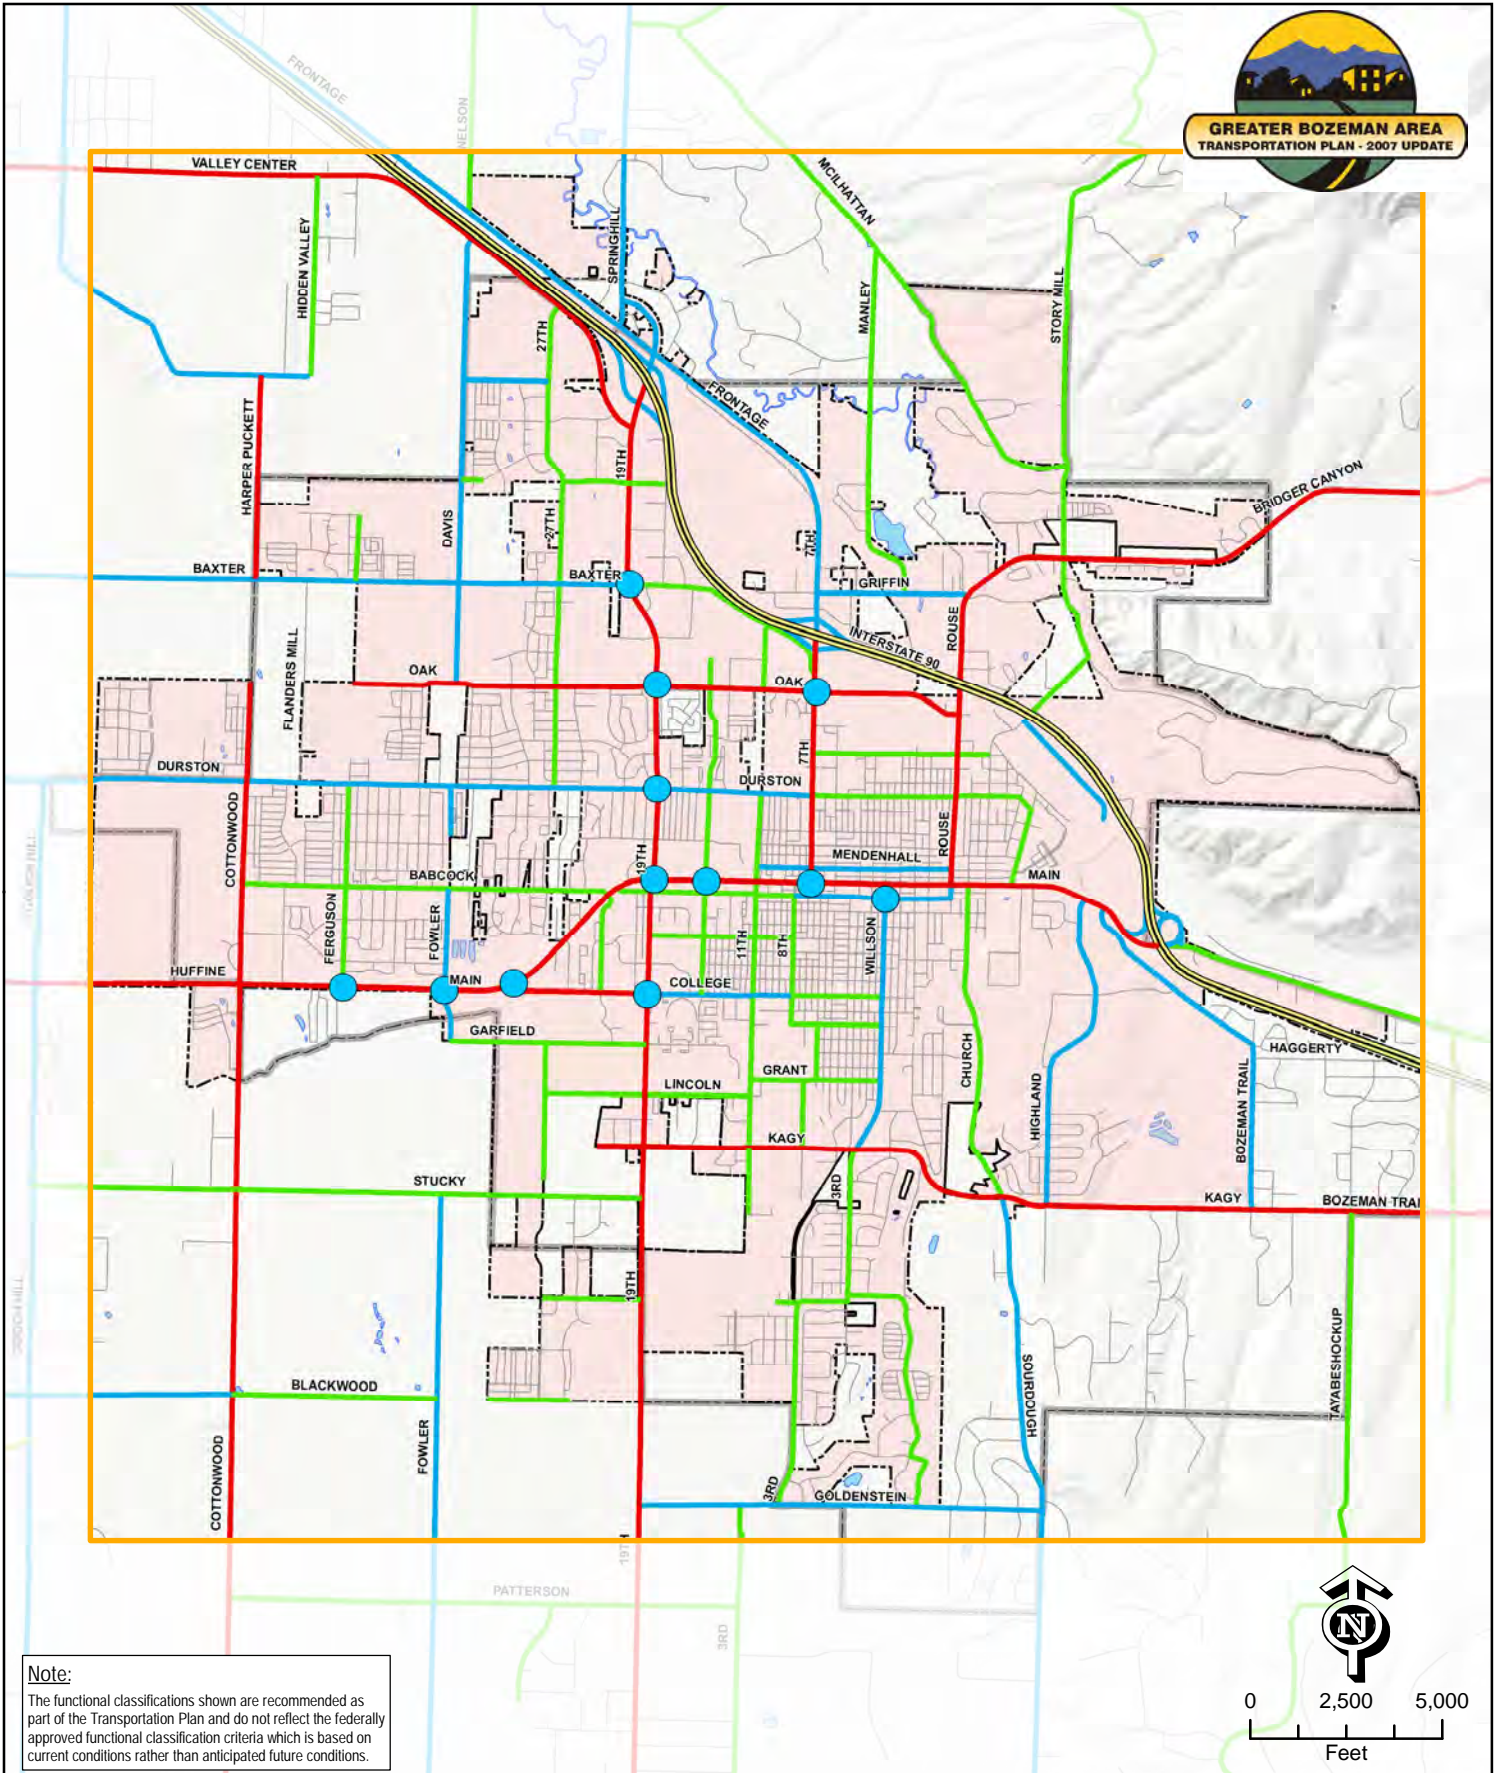 GREATER BOZEMAN AREA
TRANSPORTATION PLAN - 2007 UPDATE
FRONTAGE
NELSON
VALLEY CENTER
MCILHATTAN
HIDDEN VALLEY
SPRINGHILL
MANLEY
STORY MILL
27TH
FRONTAGE
HARPER PUCKETT
19TH
BRIDGER CANYON
DAVIS
27TH
7TH
BAXTER
BAXTER
GRIFFIN
ROUSE
INTERSTATE 90
FLANDERS MILL
OAK
OAK
DURSTON
DURSTON
7TH
COTTONWOOD
19TH
MENDENHALL
ROUSE
MAIN
BABCOCK
FERGUSON
FOWLER
11TH
8TH
WILLSON
HUFFINE
MAIN
COLLEGE
GARFIELD
CHURCH
HAGGERTY
GRANT
LINCOLN
HIGHLAND
BOZEMAN TRAIL
KAGY
STUCKY
3RD
KAGY
BOZEMAN TRAI
19TH
GOOCH HILL
TAYABESHOCKUP
BLACKWOOD
SOURDOUGH
FOWLER
COTTONWOOD
3RD
GOLDENSTEIN
19TH
PATTERSON
3RD
N
Note:
The functional classifications shown are recommended as
part of the Transportation Plan and do not reflect the federally
approved functional classification criteria which is based on
current conditions rather than anticipated future conditions.
0 2,500 5,000
Feet